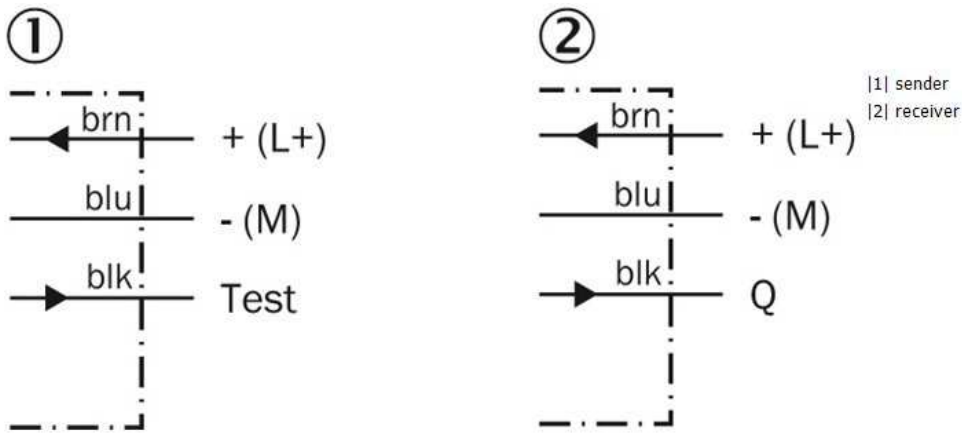 ①
brn + (L+)
blu - (M)
blk Test
②
brn + (L+)
blu - (M)
blk Q
|1| sender
|2| receiver